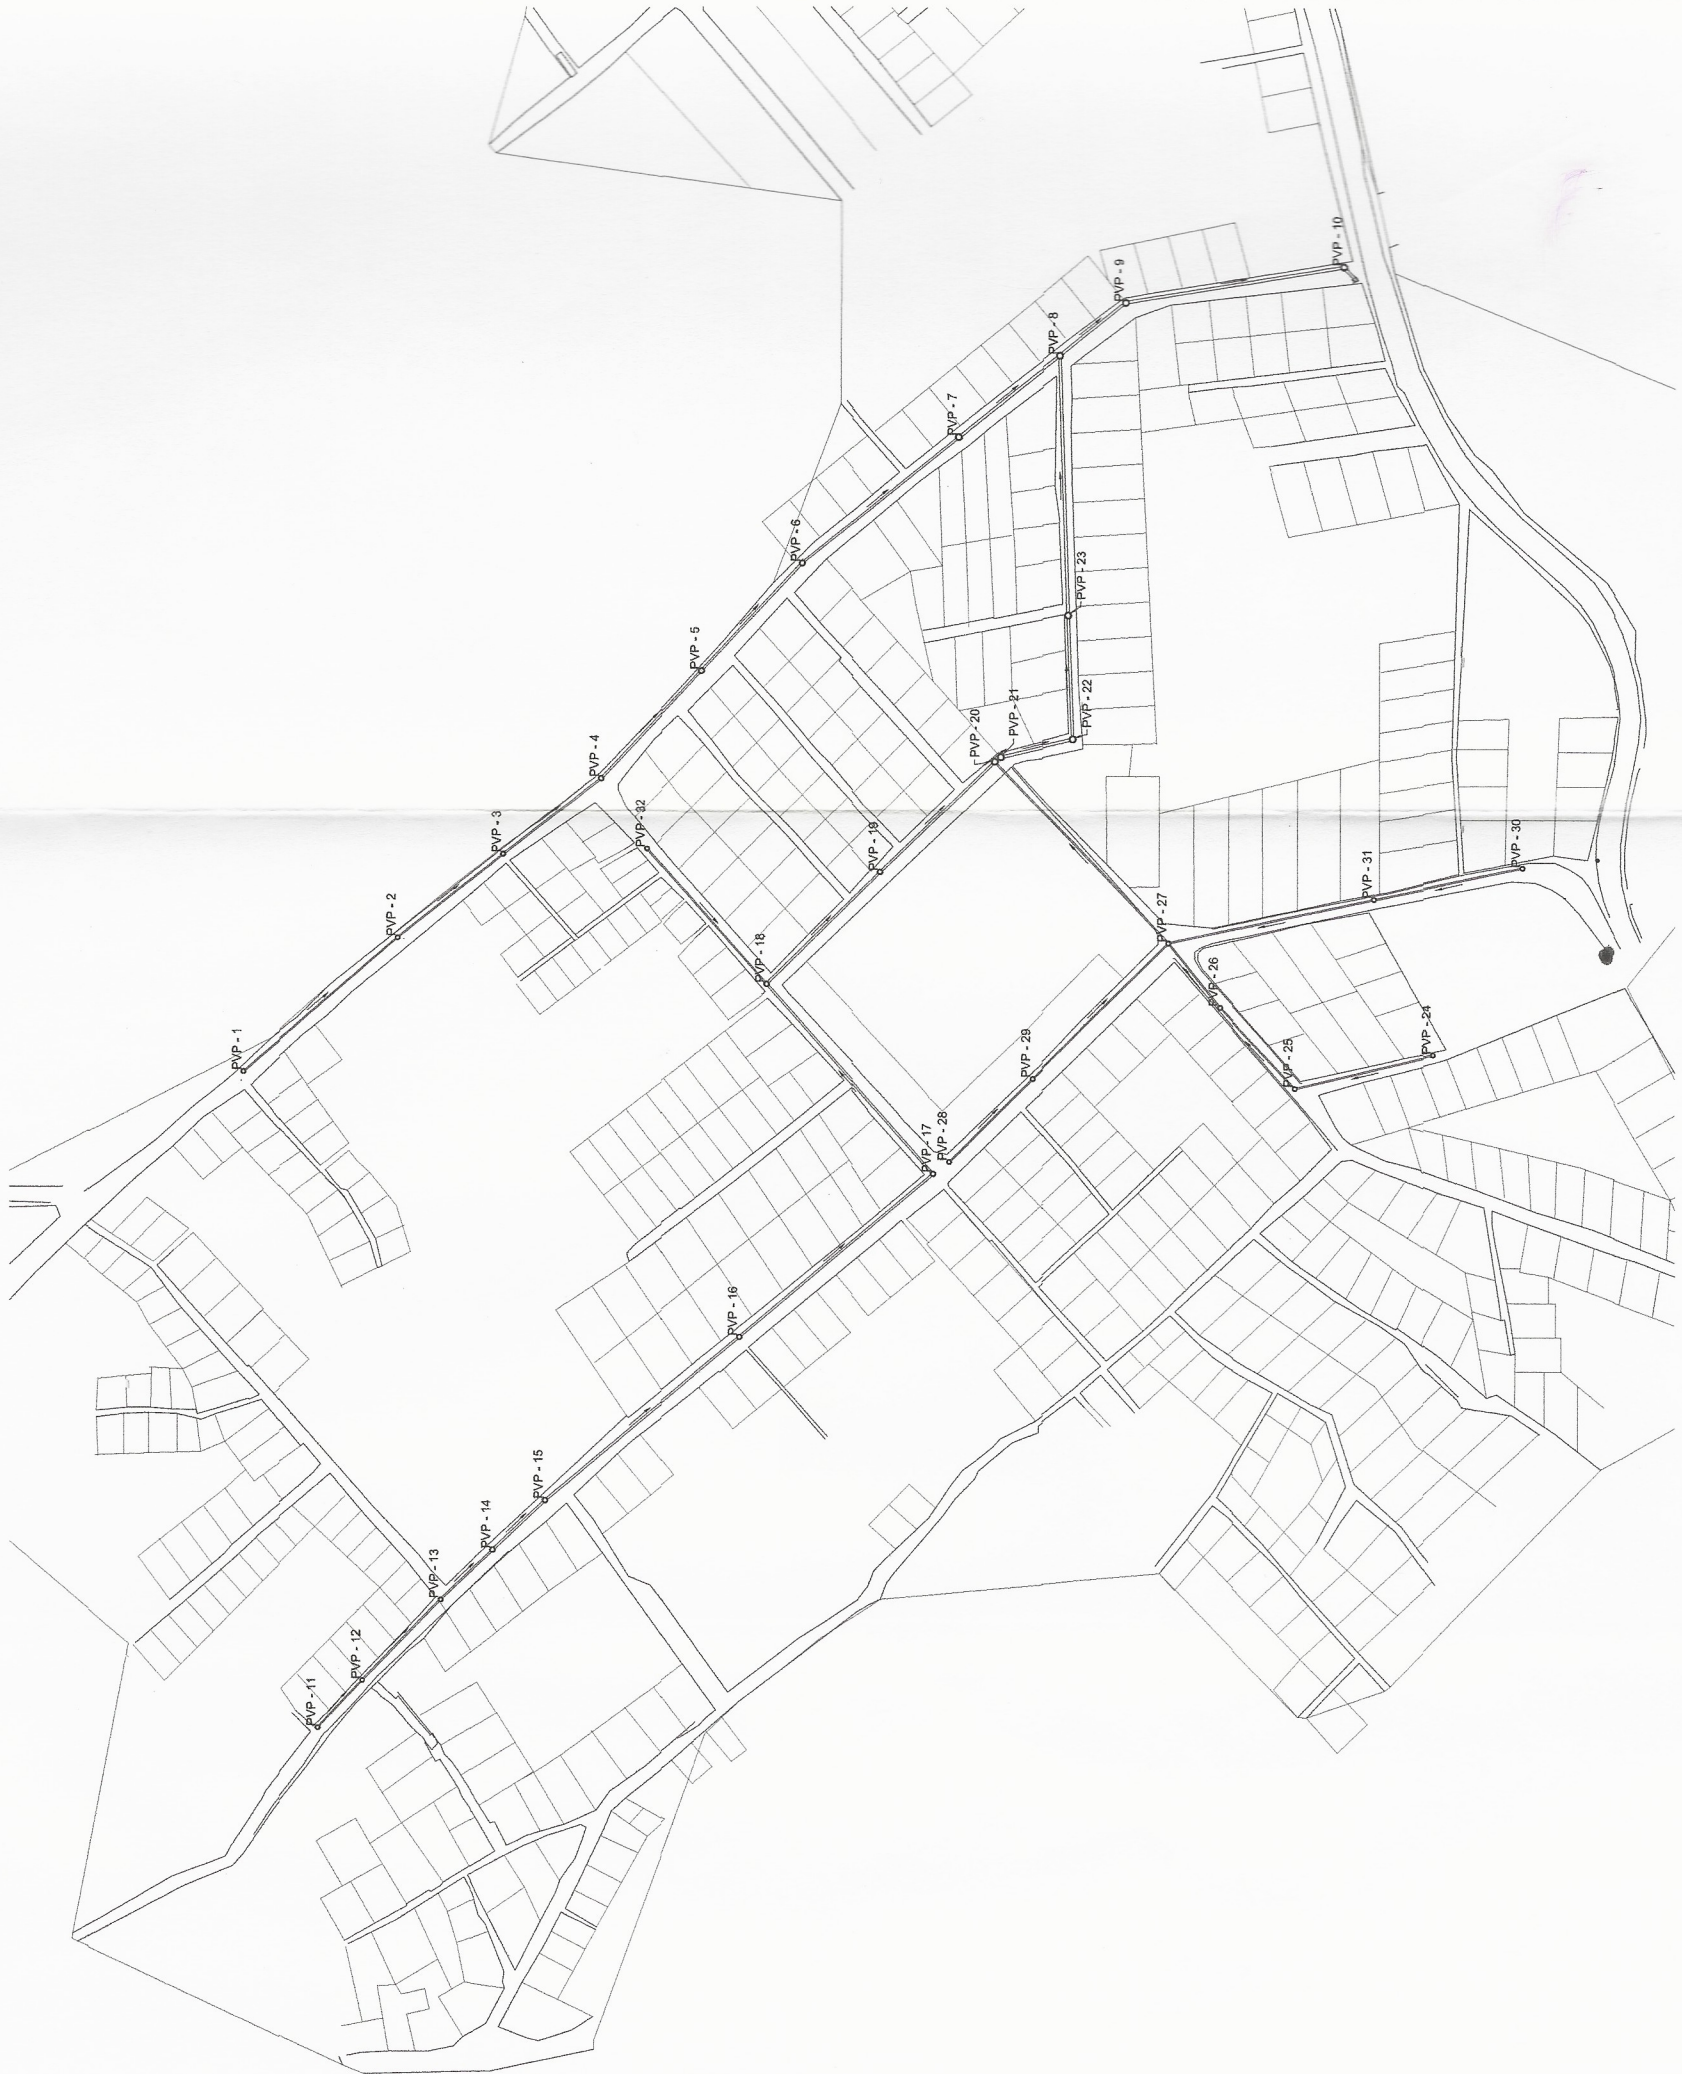 PVP - 1
PVP - 2
PVP - 3
PVP - 4
PVP - 5
PVP - 6
PVP - 7
PVP - 8
PVP - 9
PVP - 10
PVP - 11
PVP - 12
PVP - 13
PVP - 14
PVP - 15
PVP - 16
PVP - 17
PVP - 18
PVP - 19
PVP - 20
PVP - 21
PVP - 22
PVP - 23
PVP - 24
PVP - 25
PVP - 26
PVP - 27
PVP - 28
PVP - 29
PVP - 30
PVP - 31
PVP - 32